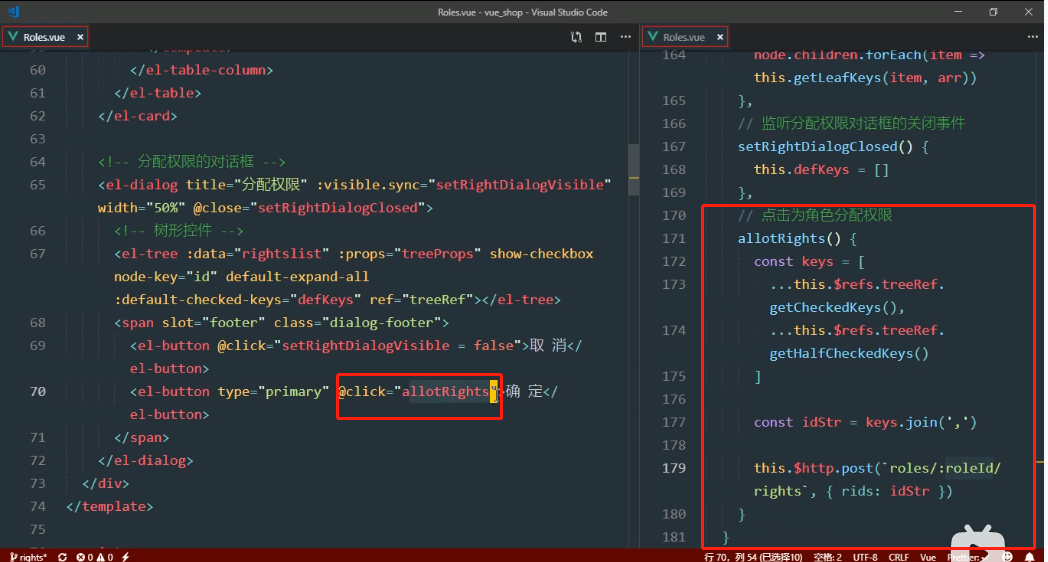 Roles.vue - vue_shop - Visual Studio Code
Roles.vue ×
60 </el-table-column>
61 </el-table>
62 </el-card>
63
64 <!-- 分配权限的对话框 -->
65 <el-dialog title="分配权限" :visible.sync="setRightDialogVisible"
width="50%" @close="setRightDialogClosed">
66 <!-- 树形控件 -->
67 <el-tree :data="rightslist" :props="treeProps" show-checkbox
node-key="id" default-expand-all
:default-checked-keys="defKeys" ref="treeRef"></el-tree>
68 <span slot="footer" class="dialog-footer">
69 <el-button @click="setRightDialogVisible = false">取 消</
el-button>
70 <el-button type="primary" @click="allotRights">确 定</
el-button>
71 </span>
72 </el-dialog>
73 </div>
74 </template>
75
Roles.vue ×
164 node.children.forEach(item =>
this.getLeafKeys(item, arr))
165 },
166 // 监听分配权限对话框的关闭事件
167 setRightDialogClosed() {
168 this.defKeys = []
169 },
170 // 点击为角色分配权限
171 allotRights() {
172 const keys = [
173 ...this.$refs.treeRef.
getCheckedKeys(),
174 ...this.$refs.treeRef.
getHalfCheckedKeys()
175 ]
176
177 const idStr = keys.join(',')
178
179 this.$http.post(`roles/:roleId/
rights`, { rids: idStr })
180 }
181 }
rights* 0 0 行 70，列 54 (已选择10) 空格: 2 UTF-8 CRLF Vue Prettier: ✓